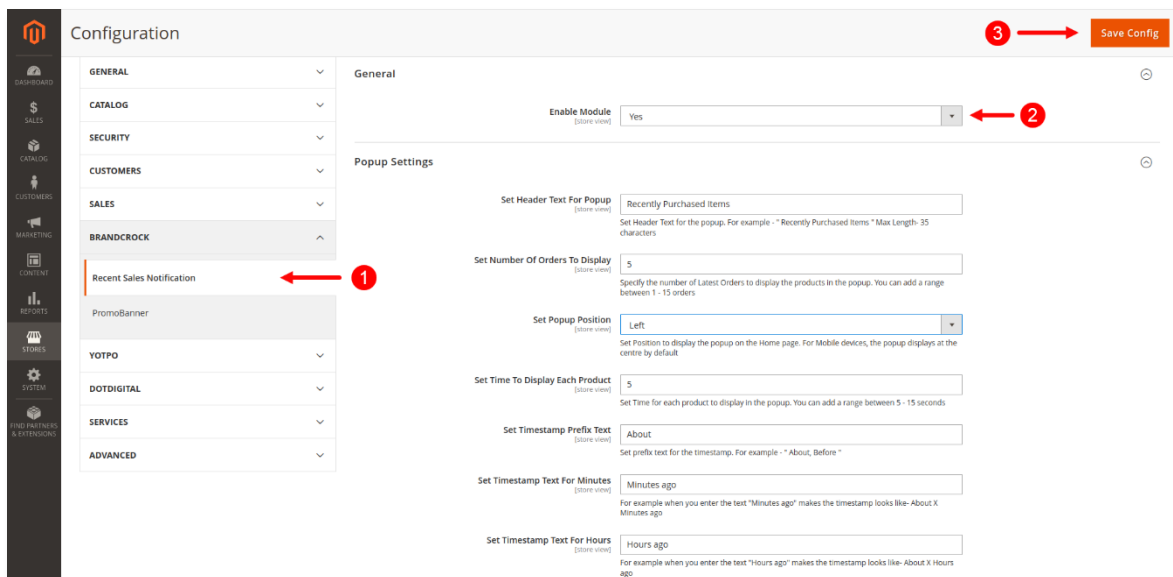 Configuration
3
Save Config
DASHBOARD
SALES
CATALOG
CUSTOMERS
MARKETING
CONTENT
REPORTS
STORES
SYSTEM
FIND PARTNERS
& EXTENSIONS
GENERAL
CATALOG
SECURITY
CUSTOMERS
SALES
BRANDCROCK
Recent Sales Notification
1
PromoBanner
YOTPO
DOTDIGITAL
SERVICES
ADVANCED
General
Enable Module
[store view]
Yes
2
Popup Settings
Set Header Text For Popup
[store view]
Recently Purchased Items
Set Header Text for the popup. For example - " Recently Purchased Items " Max Length- 35
characters
Set Number Of Orders To Display
[store view]
5
Specify the number of Latest Orders to display the products in the popup. You can add a range
between 1 - 15 orders
Set Popup Position
[store view]
Left
Set Position to display the popup on the Home page. For Mobile devices, the popup displays at the
centre by default
Set Time To Display Each Product
[store view]
5
Set Time for each product to display in the popup. You can add a range between 5 - 15 seconds
Set Timestamp Prefix Text
[store view]
About
Set prefix text for the timestamp. For example - " About, Before "
Set Timestamp Text For Minutes
[store view]
Minutes ago
For example when you enter the text "Minutes ago" makes the timestamp looks like- About X
Minutes ago
Set Timestamp Text For Hours
[store view]
Hours ago
For example when you enter the text "Hours ago" makes the timestamp looks like- About X Hours
ago